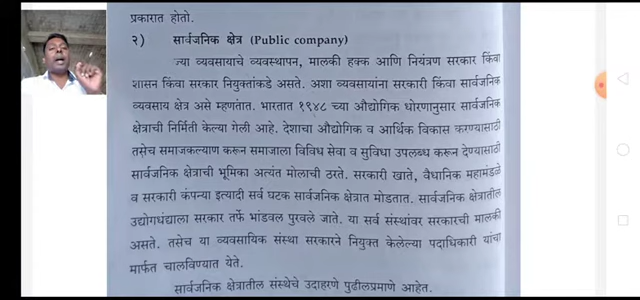 प्रकारात होतो.
२) सार्वजनिक क्षेत्र (Public company)
ज्या व्यवसायाचे व्यवस्थापन, मालकी हक्क आणि नियंत्रण सरकार किंवा
शासन किंवा सरकार नियुक्तांकडे असते. अशा व्यवसायांना सरकारी किंवा सार्वजनिक
व्यवसाय क्षेत्र असे म्हणतात. भारतात १९४८ च्या औद्योगिक धोरणानुसार सार्वजनिक
क्षेत्राची निर्मिती केल्या गेली आहे. देशाचा औद्योगिक व आर्थिक विकास करण्यासाठी
तसेच समाजकल्याण करून समाजाला विविध सेवा व सुविधा उपलब्ध करून देण्यासाठी
सार्वजनिक क्षेत्राची भूमिका अत्यंत मोलाची ठरते. सरकारी खाते, वैधानिक महामंडळे
व सरकारी कंपन्या इत्यादी सर्व घटक सार्वजनिक क्षेत्रात मोडतात. सार्वजनिक क्षेत्रातील
उद्योगधंद्याला सरकार तर्फे भांडवल पुरवले जाते. या सर्व संस्थांवर सरकारची मालकी
असते. तसेच या व्यवसायिक संस्था सरकारने नियुक्त केलेल्या पदाधिकारी यांचा
मार्फत चालविण्यात येते.
सार्वजनिक क्षेत्रातील संस्थेचे उदाहरणे पुढीलप्रमाणे आहेत.